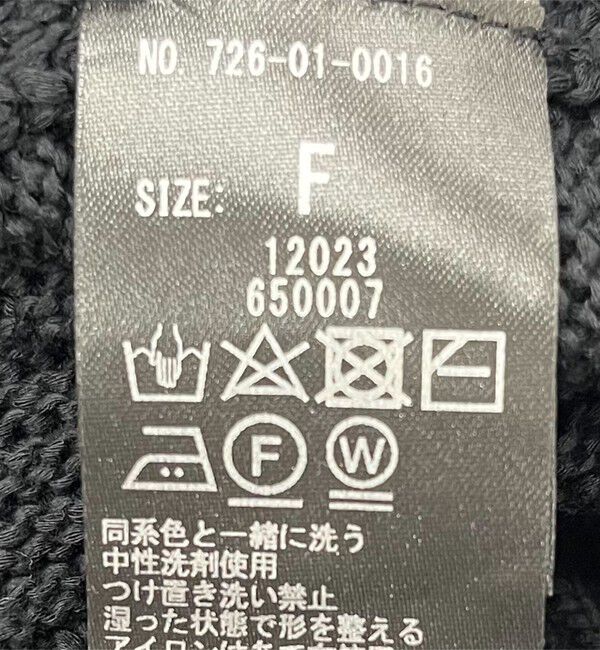 NO. 726-01-0016
SIZE: F
12023
650007
F W
同系色と一緒に洗う
中性洗剤使用
つけ置き洗い禁止
湿った状態で形を整える